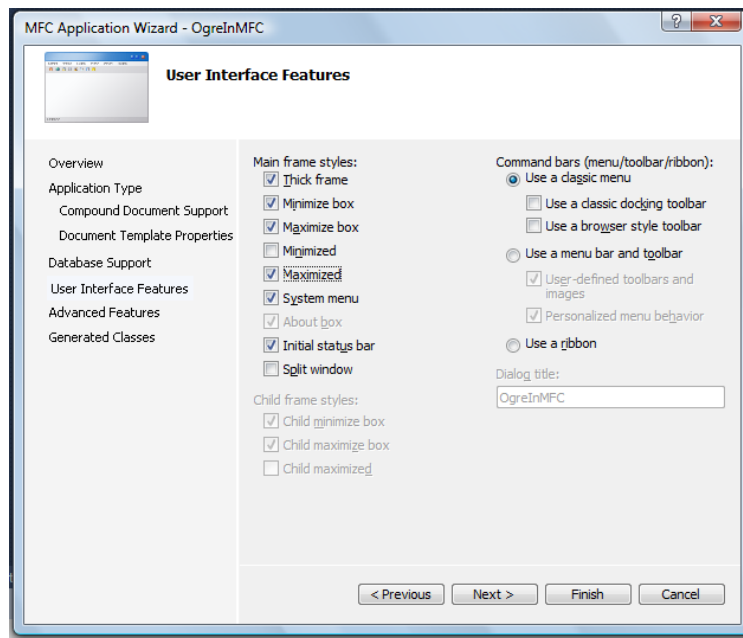 MFC Application Wizard - OgreInMFC
User Interface Features
Overview
Application Type
Compound Document Support
Document Template Properties
Database Support
User Interface Features
Advanced Features
Generated Classes
Main frame styles:
Thick frame
Minimize box
Maximize box
Minimized
Maximized
System menu
About box
Initial status bar
Split window
Child frame styles:
Child minimize box
Child maximize box
Child maximized
Command bars (menu/toolbar/ribbon):
Use a classic menu
Use a classic docking toolbar
Use a browser style toolbar
Use a menu bar and toolbar
User-defined toolbars and
images
Personalized menu behavior
Use a ribbon
Dialog title:
OgreInMFC
< Previous
Next >
Finish
Cancel